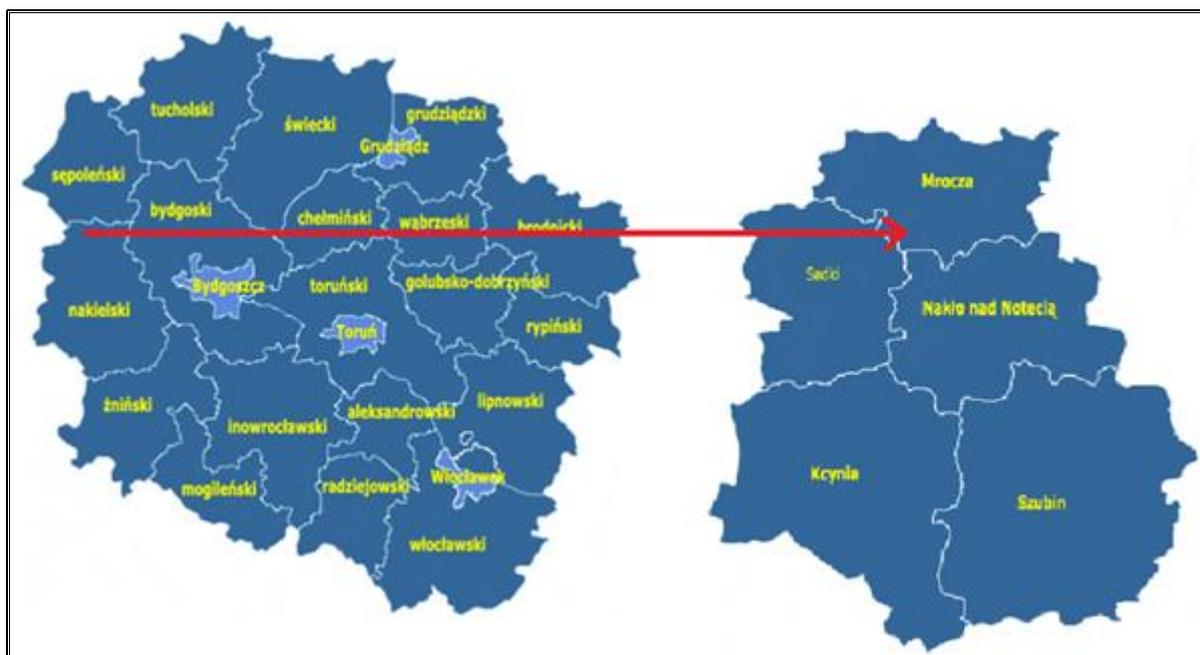 tucholski
świecki
grudziądzki
Grudziądz
sępoleński
bydgoski
chełmiński
wąbrzeski
brodnicki
Bydgoszcz
toruński
golubsko-dobrzyński
nakielski
Toruń
rypiński
żniński
inowrocławski
aleksandrowski
lipnowski
mogileński
radziejowski
Włocławek
włocławski
Mrocza
Sadki
Nakło nad Notecią
Kcynia
Szubin